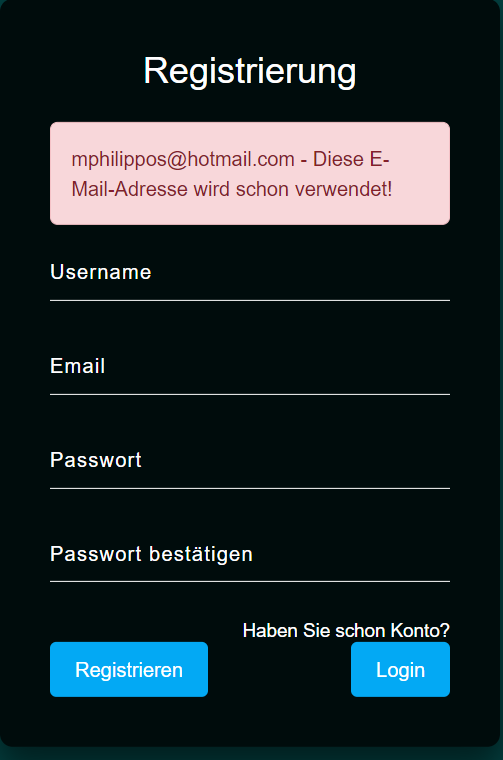 Registrierung
mphilippos@hotmail.com - Diese E-
Mail-Adresse wird schon verwendet!
Username
Email
Passwort
Passwort bestätigen
Haben Sie schon Konto?
Registrieren
Login